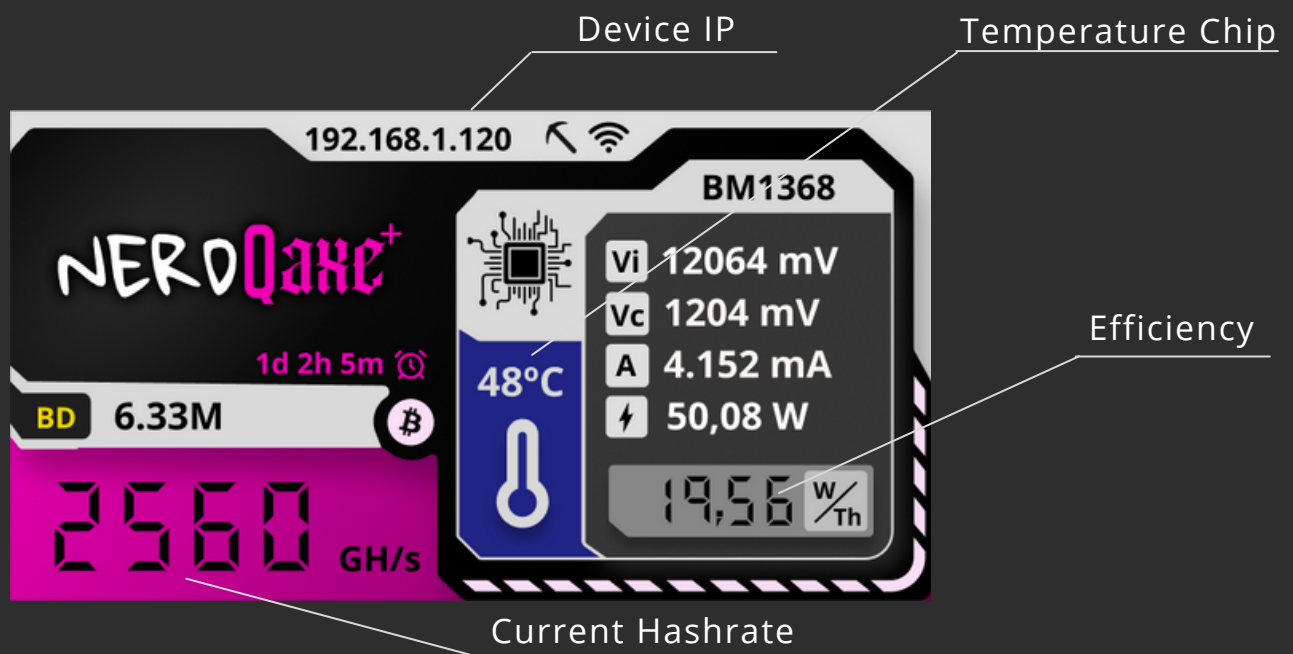 Device IP
Temperature Chip
192.168.1.120
BM1368
NERDQaxe+
Vi 12064 mV
Vc 1204 mV
A 4.152 mA
50,08 W
Efficiency
1d 2h 5m
48ºC
BD 6.33M
19,56 W/Th
2560 GH/s
Current Hashrate